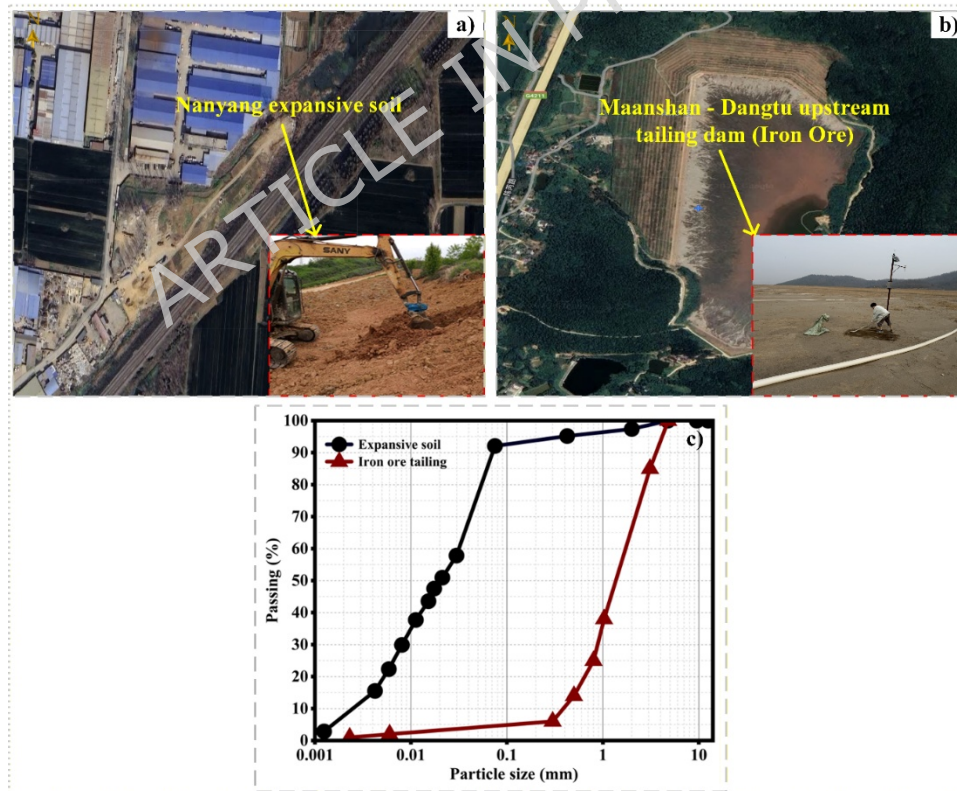 a)
Nanyang expansive soil
SANY
b)
G4211
Maanshan - Dangtu upstream
tailing dam (Iron Ore)
ARTICLE IN
c)
Expansive soil
Iron ore tailing
Passing (%)
100
90
80
70
60
50
40
30
20
10
0
0.001
0.01
0.1
1
10
Particle size (mm)